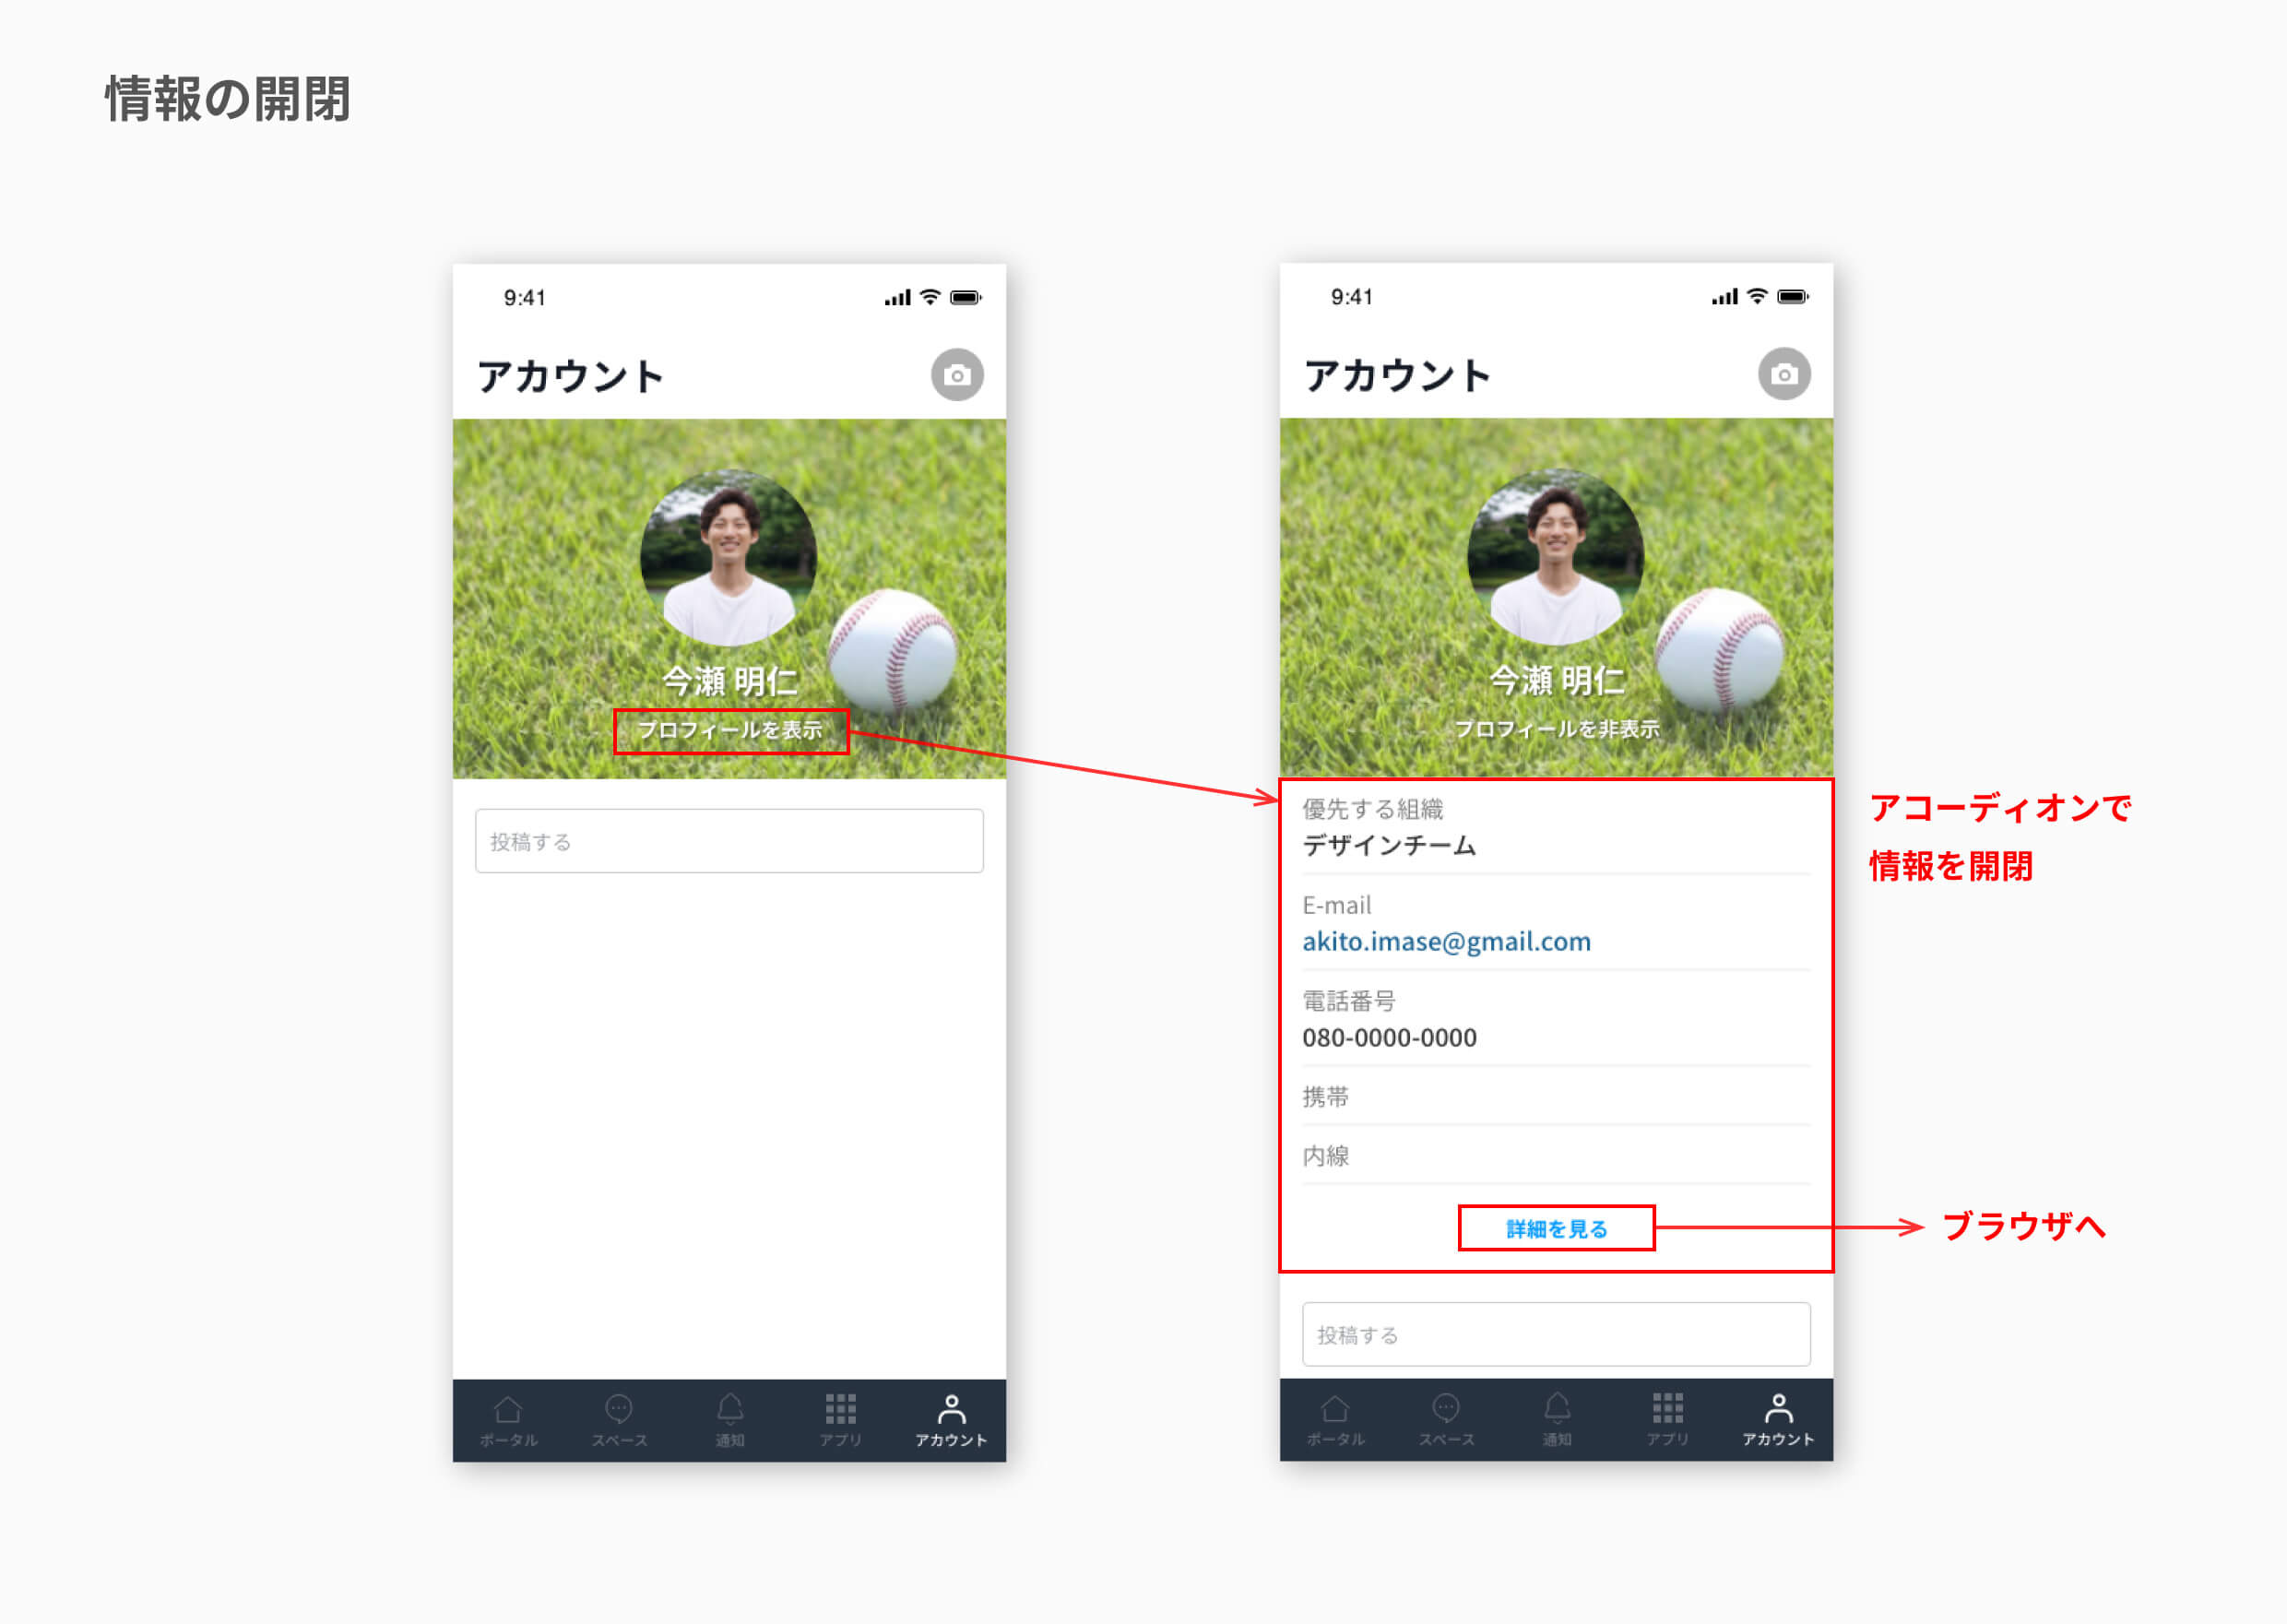 情報の開閉
9:41
アカウント
今瀬 明仁
プロフィールを表示
投稿する
ポータル
スペース
通知
アプリ
アカウント
9:41
アカウント
今瀬 明仁
プロフィールを非表示
優先する組織
デザインチーム
E-mail
akito.imase@gmail.com
電話番号
080-0000-0000
携帯
内線
詳細を見る
投稿する
ポータル
スペース
通知
アプリ
アカウント
アコーディオンで
情報を開閉
ブラウザへ